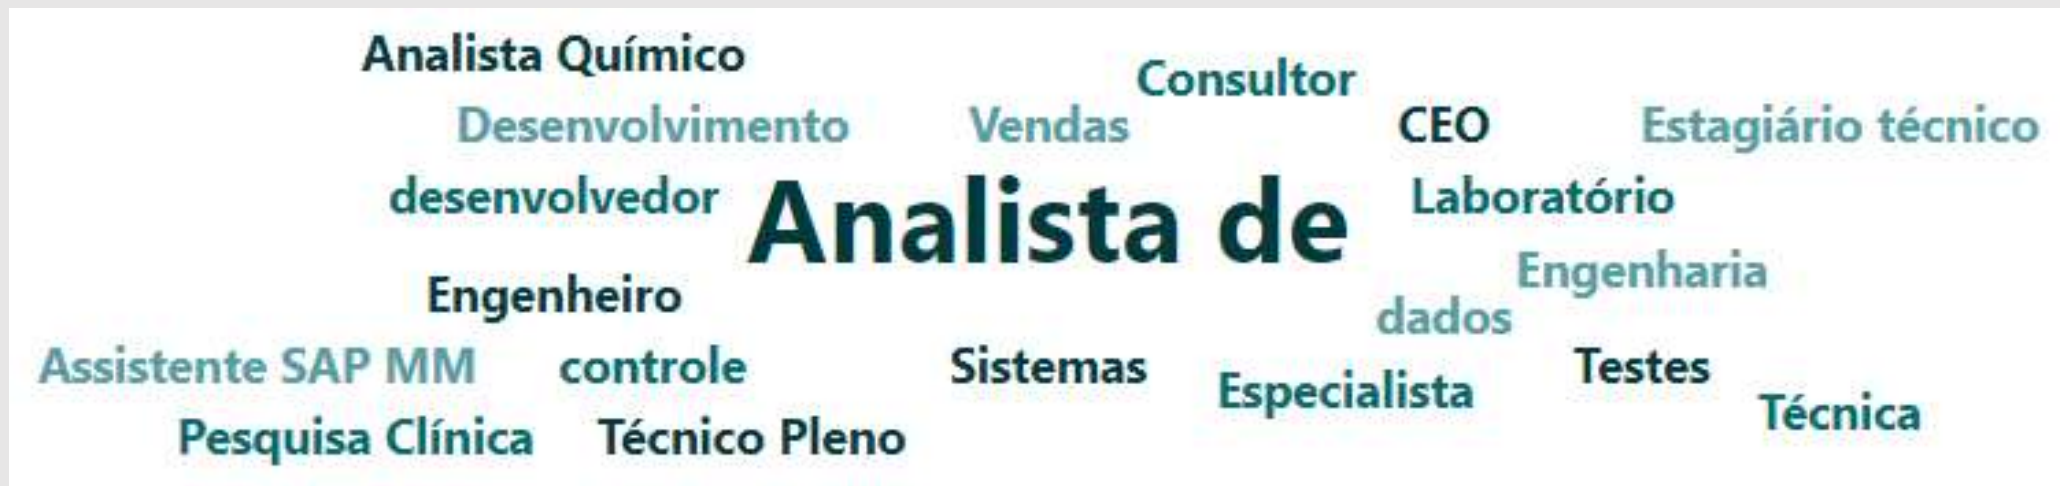 Analista Químico
Consultor
Desenvolvimento
Vendas
CEO
Estagiário técnico
desenvolvedor
Analista de
Laboratório
Engenharia
Engenheiro
dados
Assistente SAP MM
controle
Sistemas
Especialista
Testes
Técnica
Pesquisa Clínica
Técnico Pleno